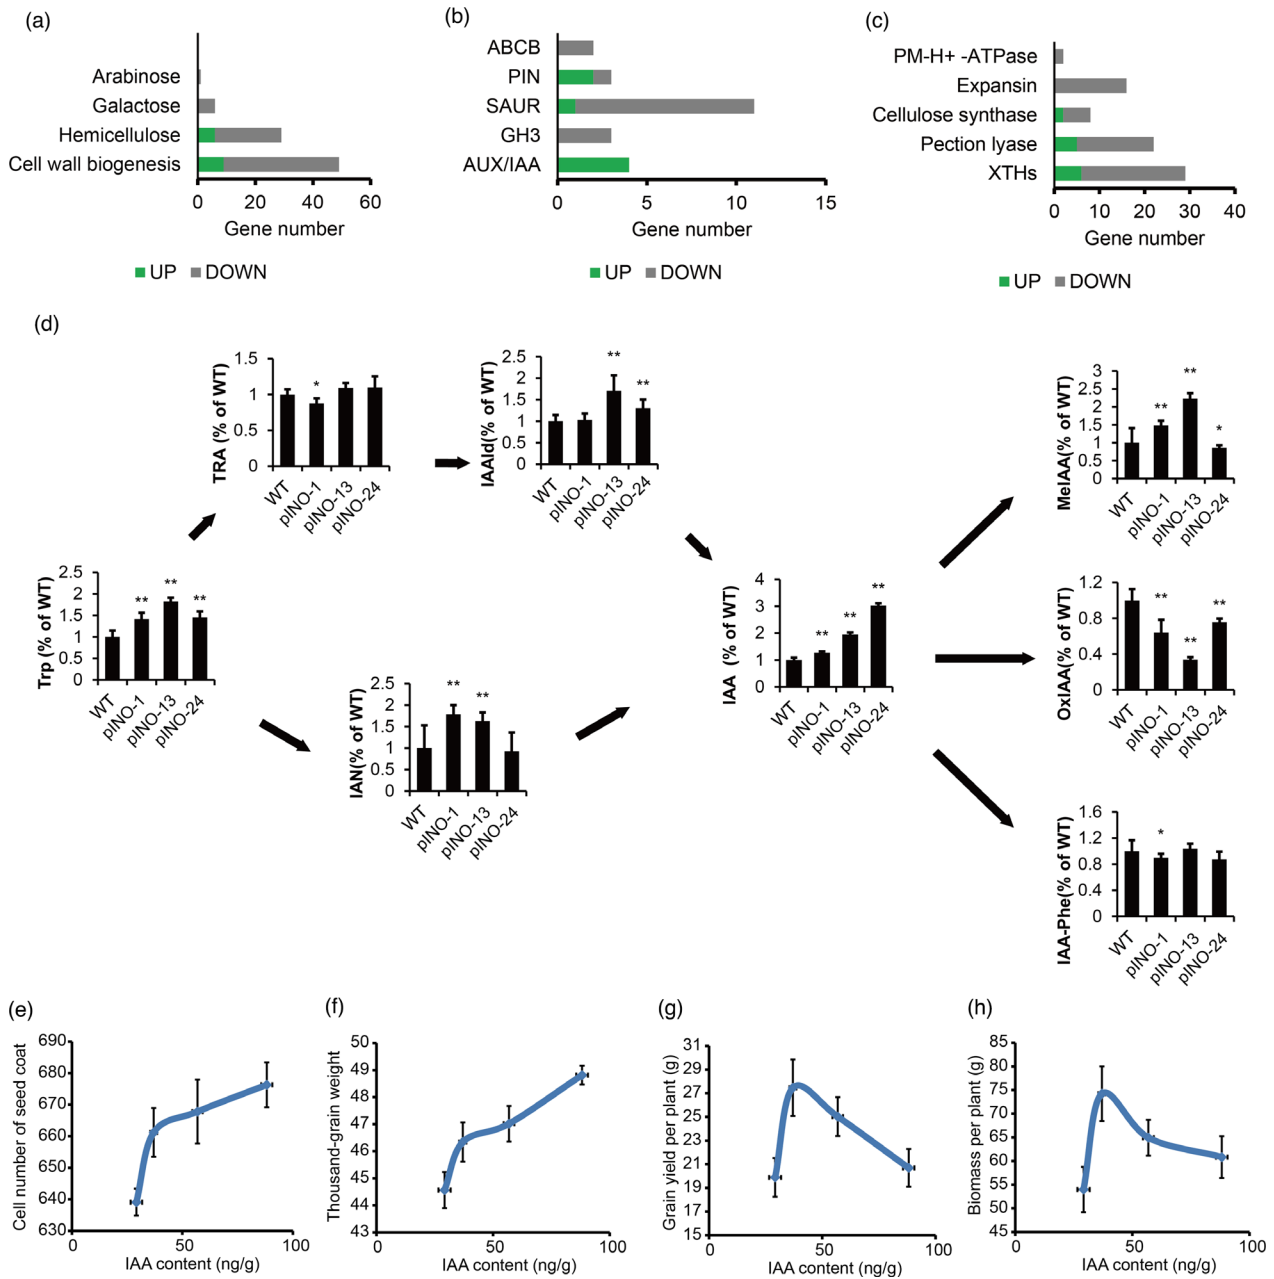 (a)
Arabinose
Galactose
Hemicellulose
Cell wall biogenesis
0 20 40 60
Gene number
UP DOWN
(b)
ABCB
PIN
SAUR
GH3
AUX/IAA
0 5 10 15
Gene number
UP DOWN
(c)
PM-H+ -ATPase
Expansin
Cellulose synthase
Pection lyase
XTHs
0 10 20 30 40
Gene number
UP DOWN
(d)
TRA (% of WT)
1.5
1
0.5
0
*
WT pINO-1 pINO-13 pINO-24
IAAld(% of WT)
2.5
2
1.5
1
0.5
0
** **
WT pINO-1 pINO-13 pINO-24
MeIAA(% of WT)
3
2.5
2
1.5
1
0.5
0
** ** *
WT pINO-1 pINO-13 pINO-24
Trp (% of WT)
2.5
2
1.5
1
0.5
0
** ** **
WT pINO-1 pINO-13 pINO-24
IAN(% of WT)
2.5
2
1.5
1
0.5
0
** **
WT pINO-1 pINO-13 pINO-24
IAA (% of WT)
4
3
2
1
0
** ** **
WT pINO-1 pINO-13 pINO-24
OxIAA(% of WT)
1.2
0.8
0.4
0
** ** **
WT pINO-1 pINO-13 pINO-24
IAA-Phe(% of WT)
1.6
1.2
0.8
0.4
0
*
WT pINO-1 pINO-13 pINO-24
(e)
Cell number of seed coat
690
680
670
660
650
640
630
0 50 100
IAA content (ng/g)
(f)
Thousand-grain weight
50
49
48
47
46
45
44
43
0 50 100
IAA content (ng/g)
(g)
Grain yield per plant (g)
31
29
27
25
23
21
19
17
15
0 50 100
IAA content (ng/g)
(h)
Biomass per plant (g)
85
80
75
70
65
60
55
50
45
0 50 100
IAA content (ng/g)